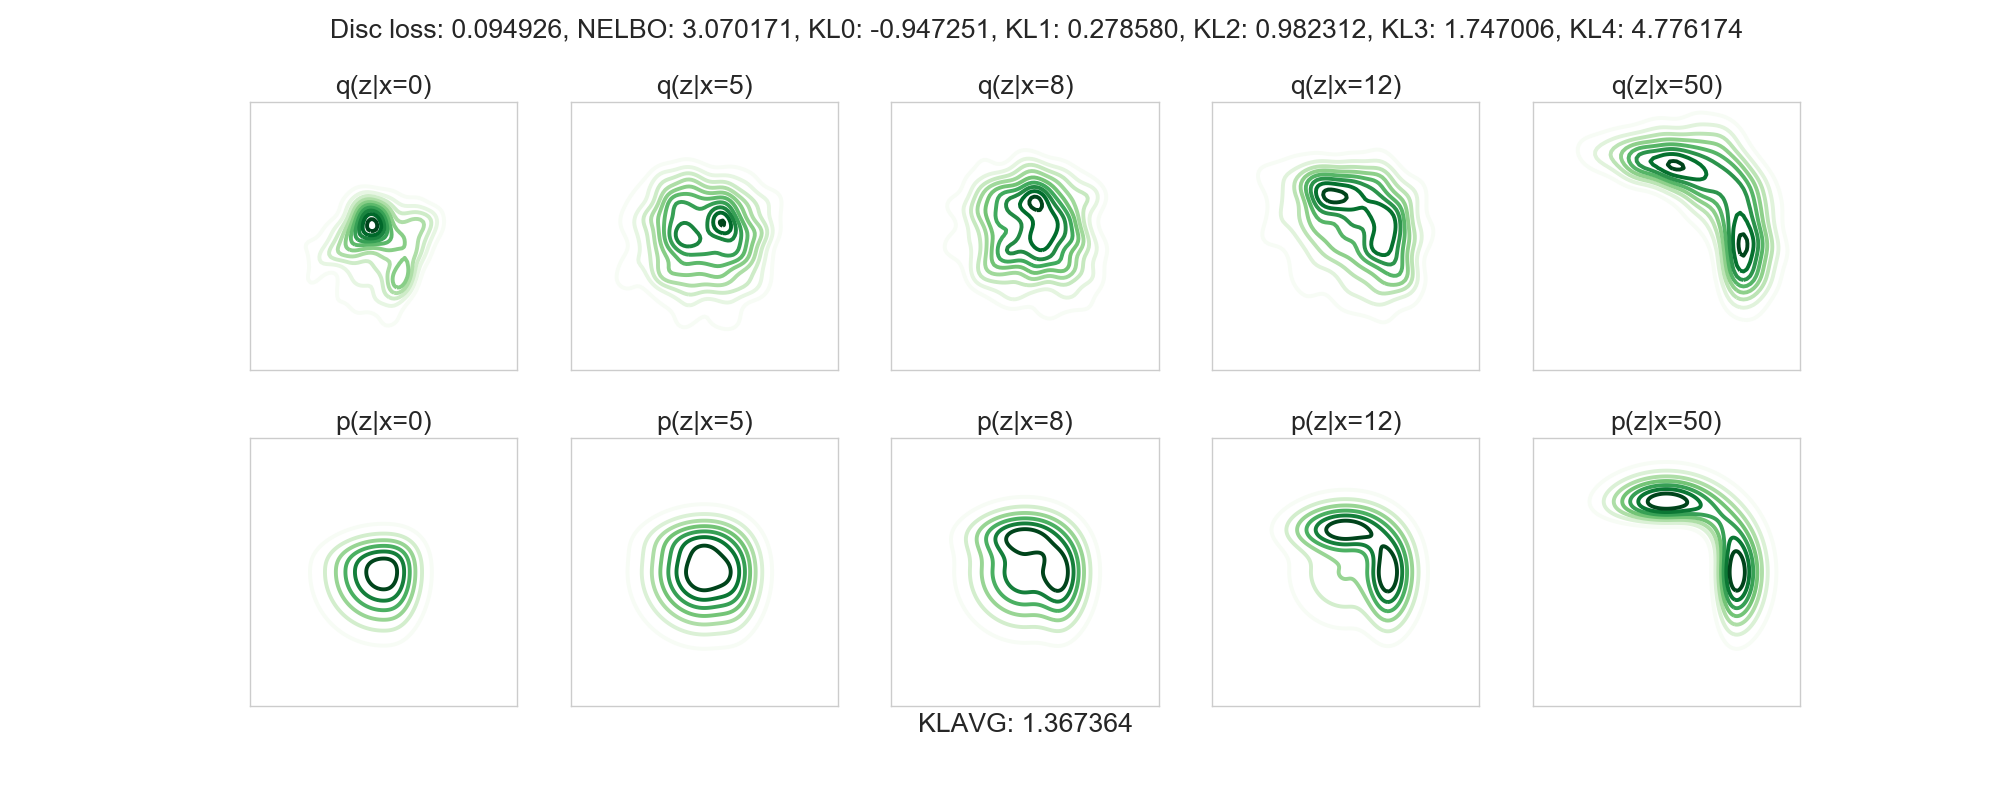 Disc loss: 0.094926, NELBO: 3.070171, KL0: -0.947251, KL1: 0.278580, KL2: 0.982312, KL3: 1.747006, KL4: 4.776174
q(z|x=0) q(z|x=5) q(z|x=8) q(z|x=12) q(z|x=50)
p(z|x=0) p(z|x=5) p(z|x=8) p(z|x=12) p(z|x=50)
KLAVG: 1.367364